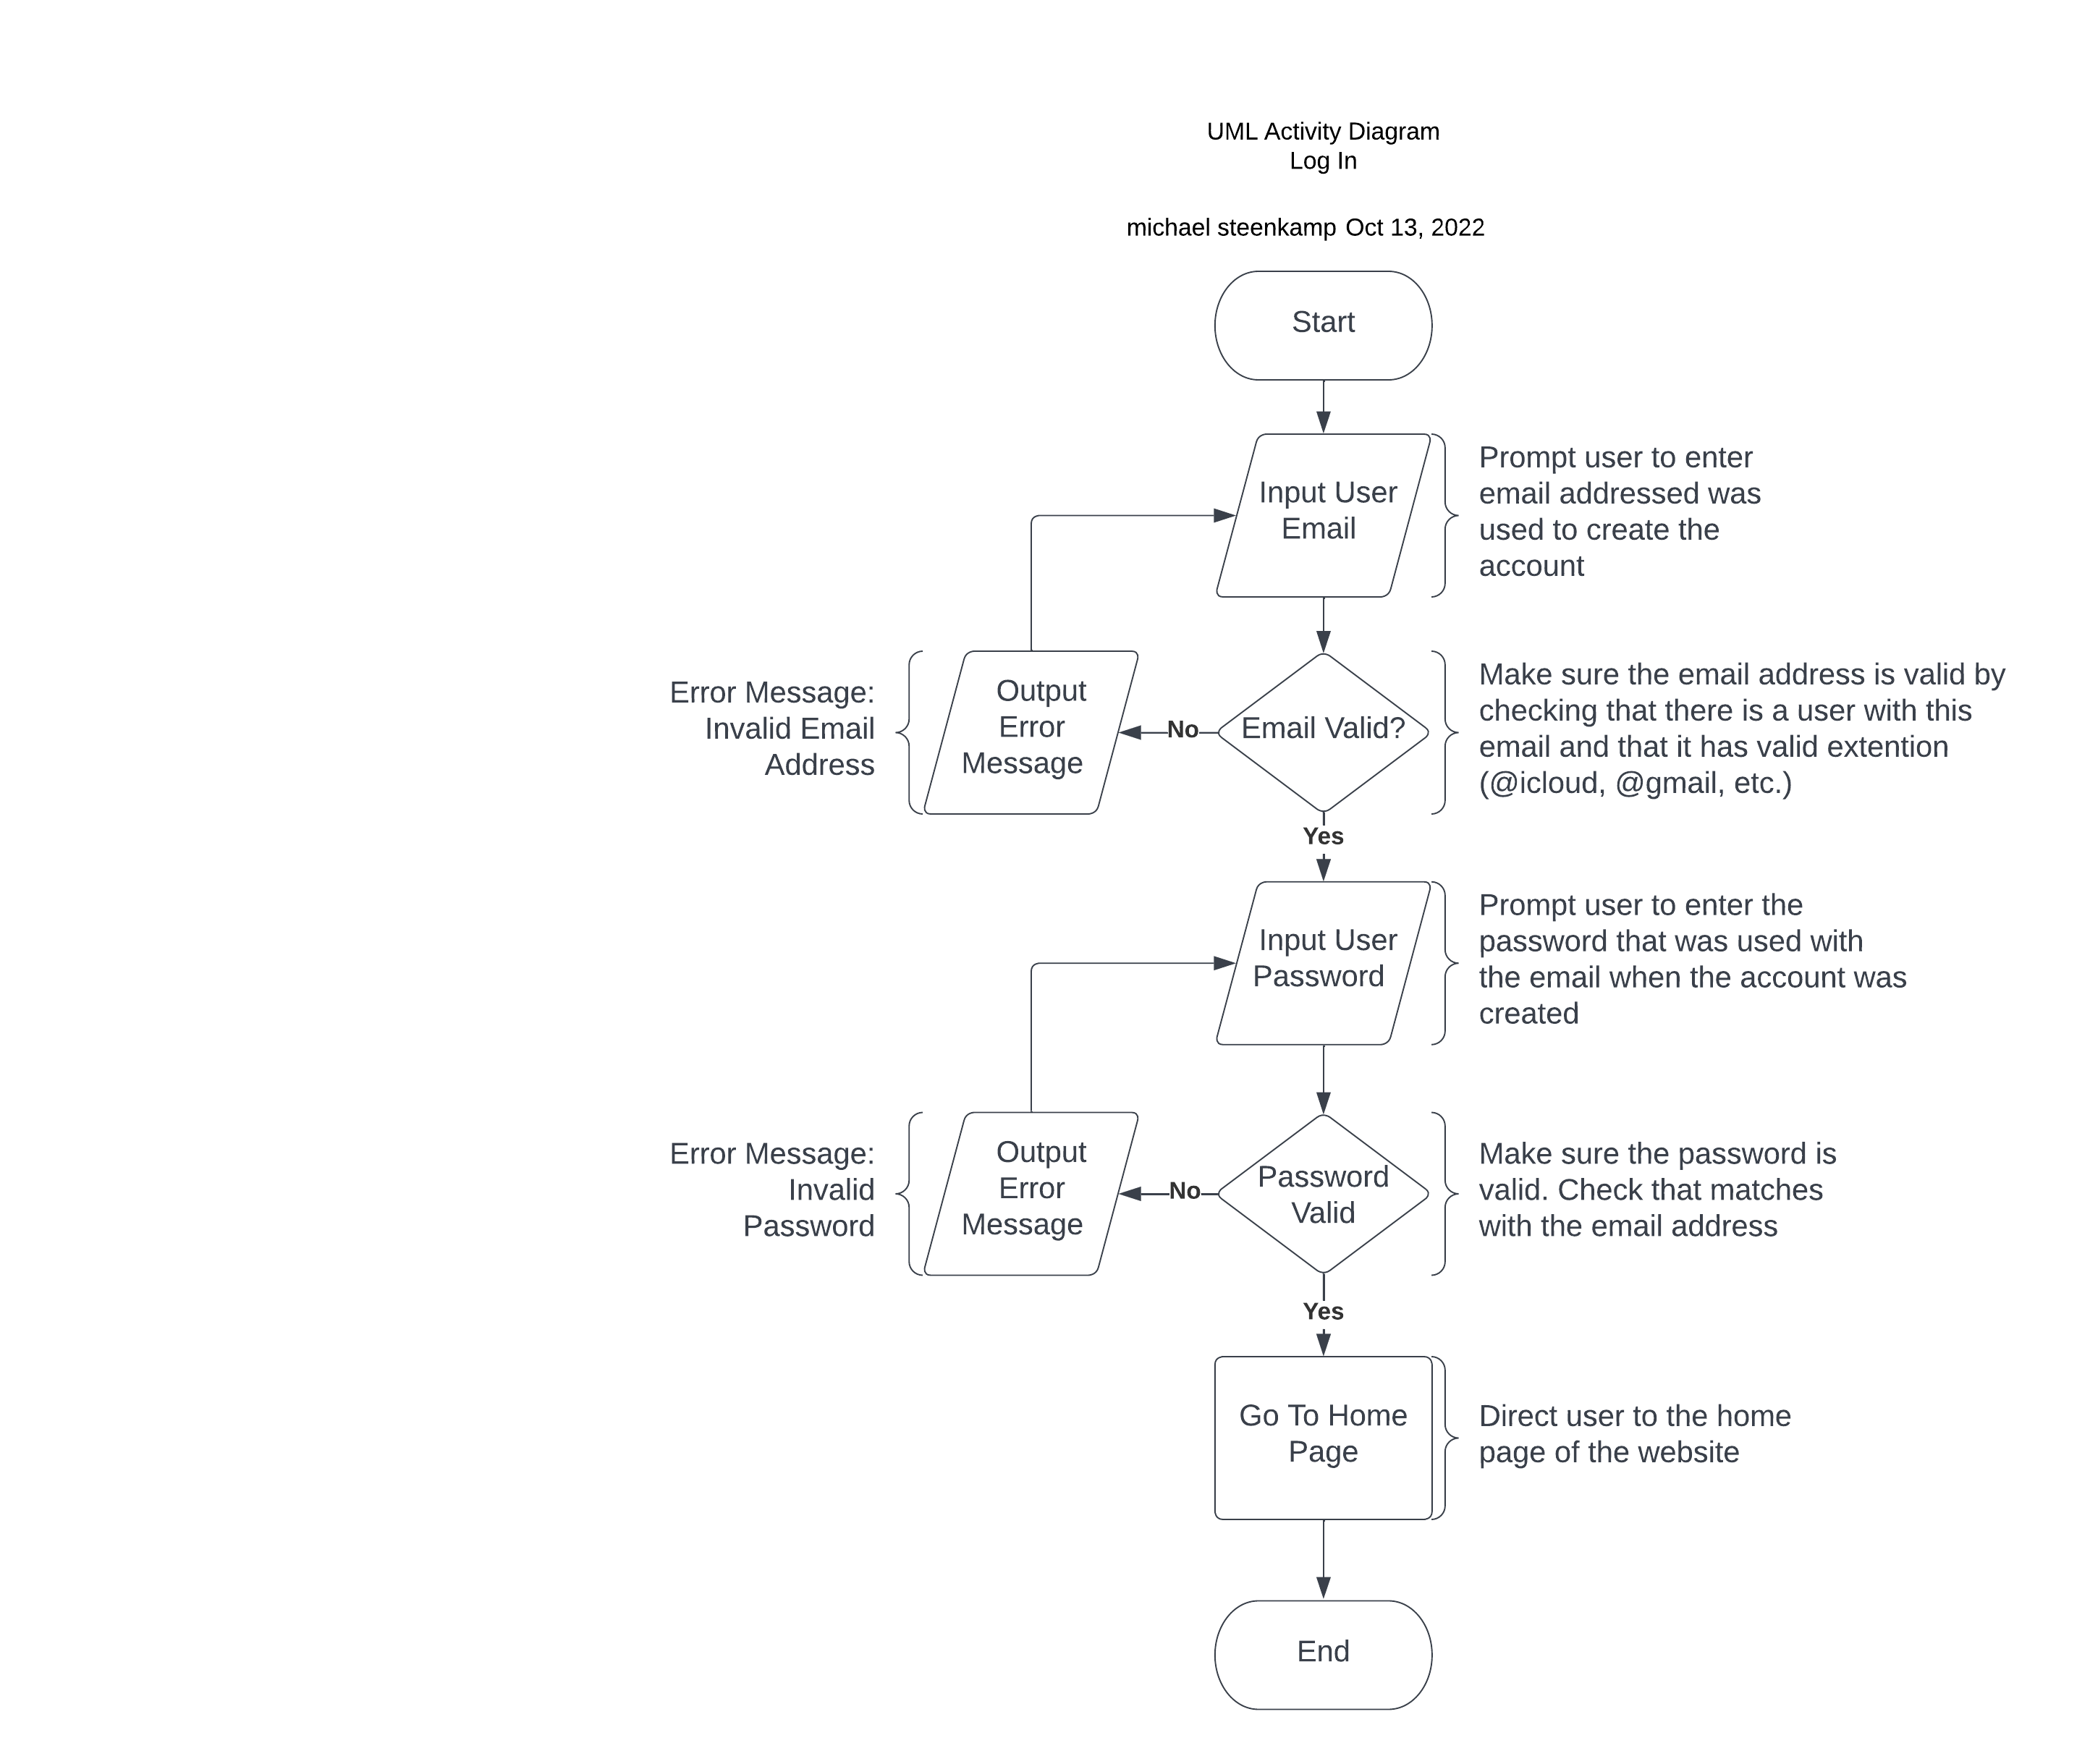 UML Activity Diagram
Log In
michael steenkamp Oct 13, 2022
Start
Input User
Email
Prompt user to enter
email addressed was
used to create the
account
Error Message:
Invalid Email
Address
Output
Error
Message
No
Email Valid?
Make sure the email address is valid by
checking that there is a user with this
email and that it has valid extention
(@icloud, @gmail, etc.)
Yes
Input User
Password
Prompt user to enter the
password that was used with
the email when the account was
created
Error Message:
Invalid
Password
Output
Error
Message
No
Password
Valid
Make sure the password is
valid. Check that matches
with the email address
Yes
Go To Home
Page
Direct user to the home
page of the website
End